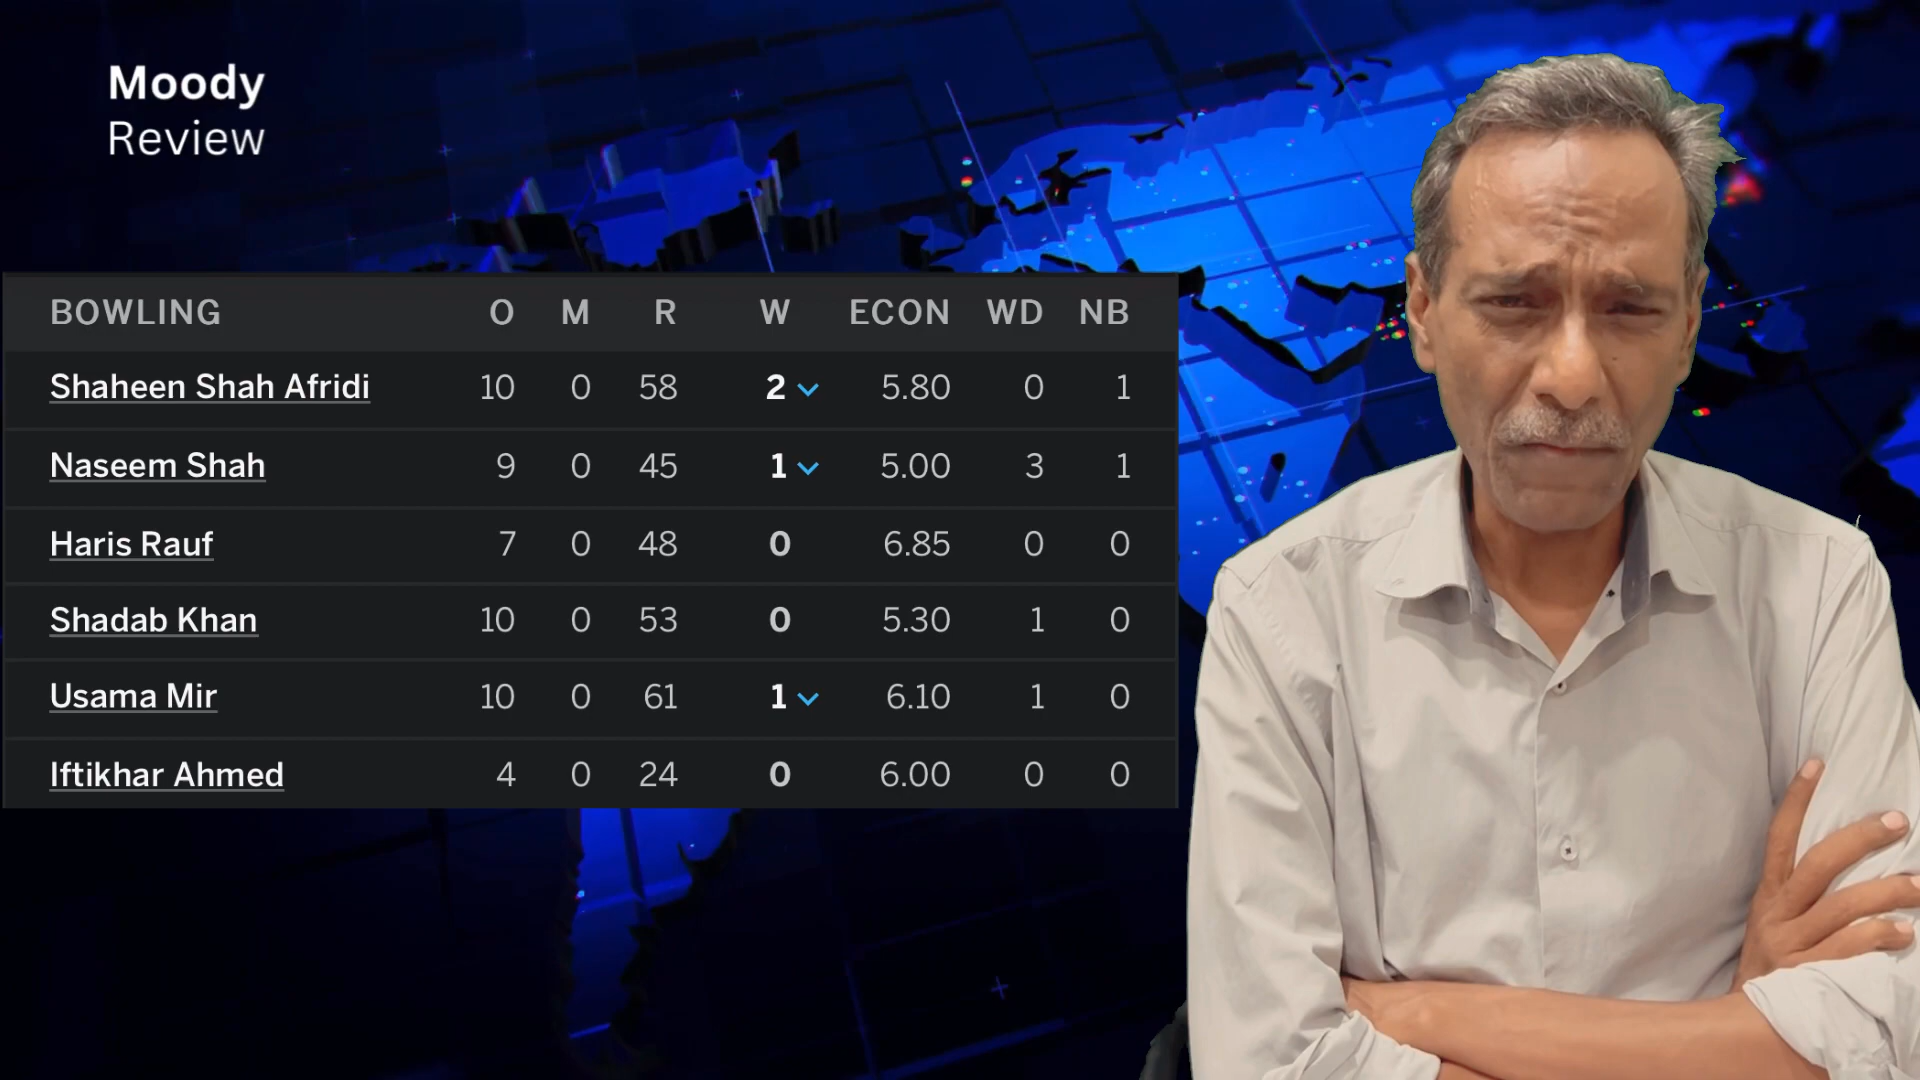 Moody
Review
BOWLING O M R W ECON WD NB
Shaheen Shah Afridi 10 0 58 2 5.80 0 1
Naseem Shah 9 0 45 1 5.00 3 1
Haris Rauf 7 0 48 0 6.85 0 0
Shadab Khan 10 0 53 0 5.30 1 0
Usama Mir 10 0 61 1 6.10 1 0
Iftikhar Ahmed 4 0 24 0 6.00 0 0